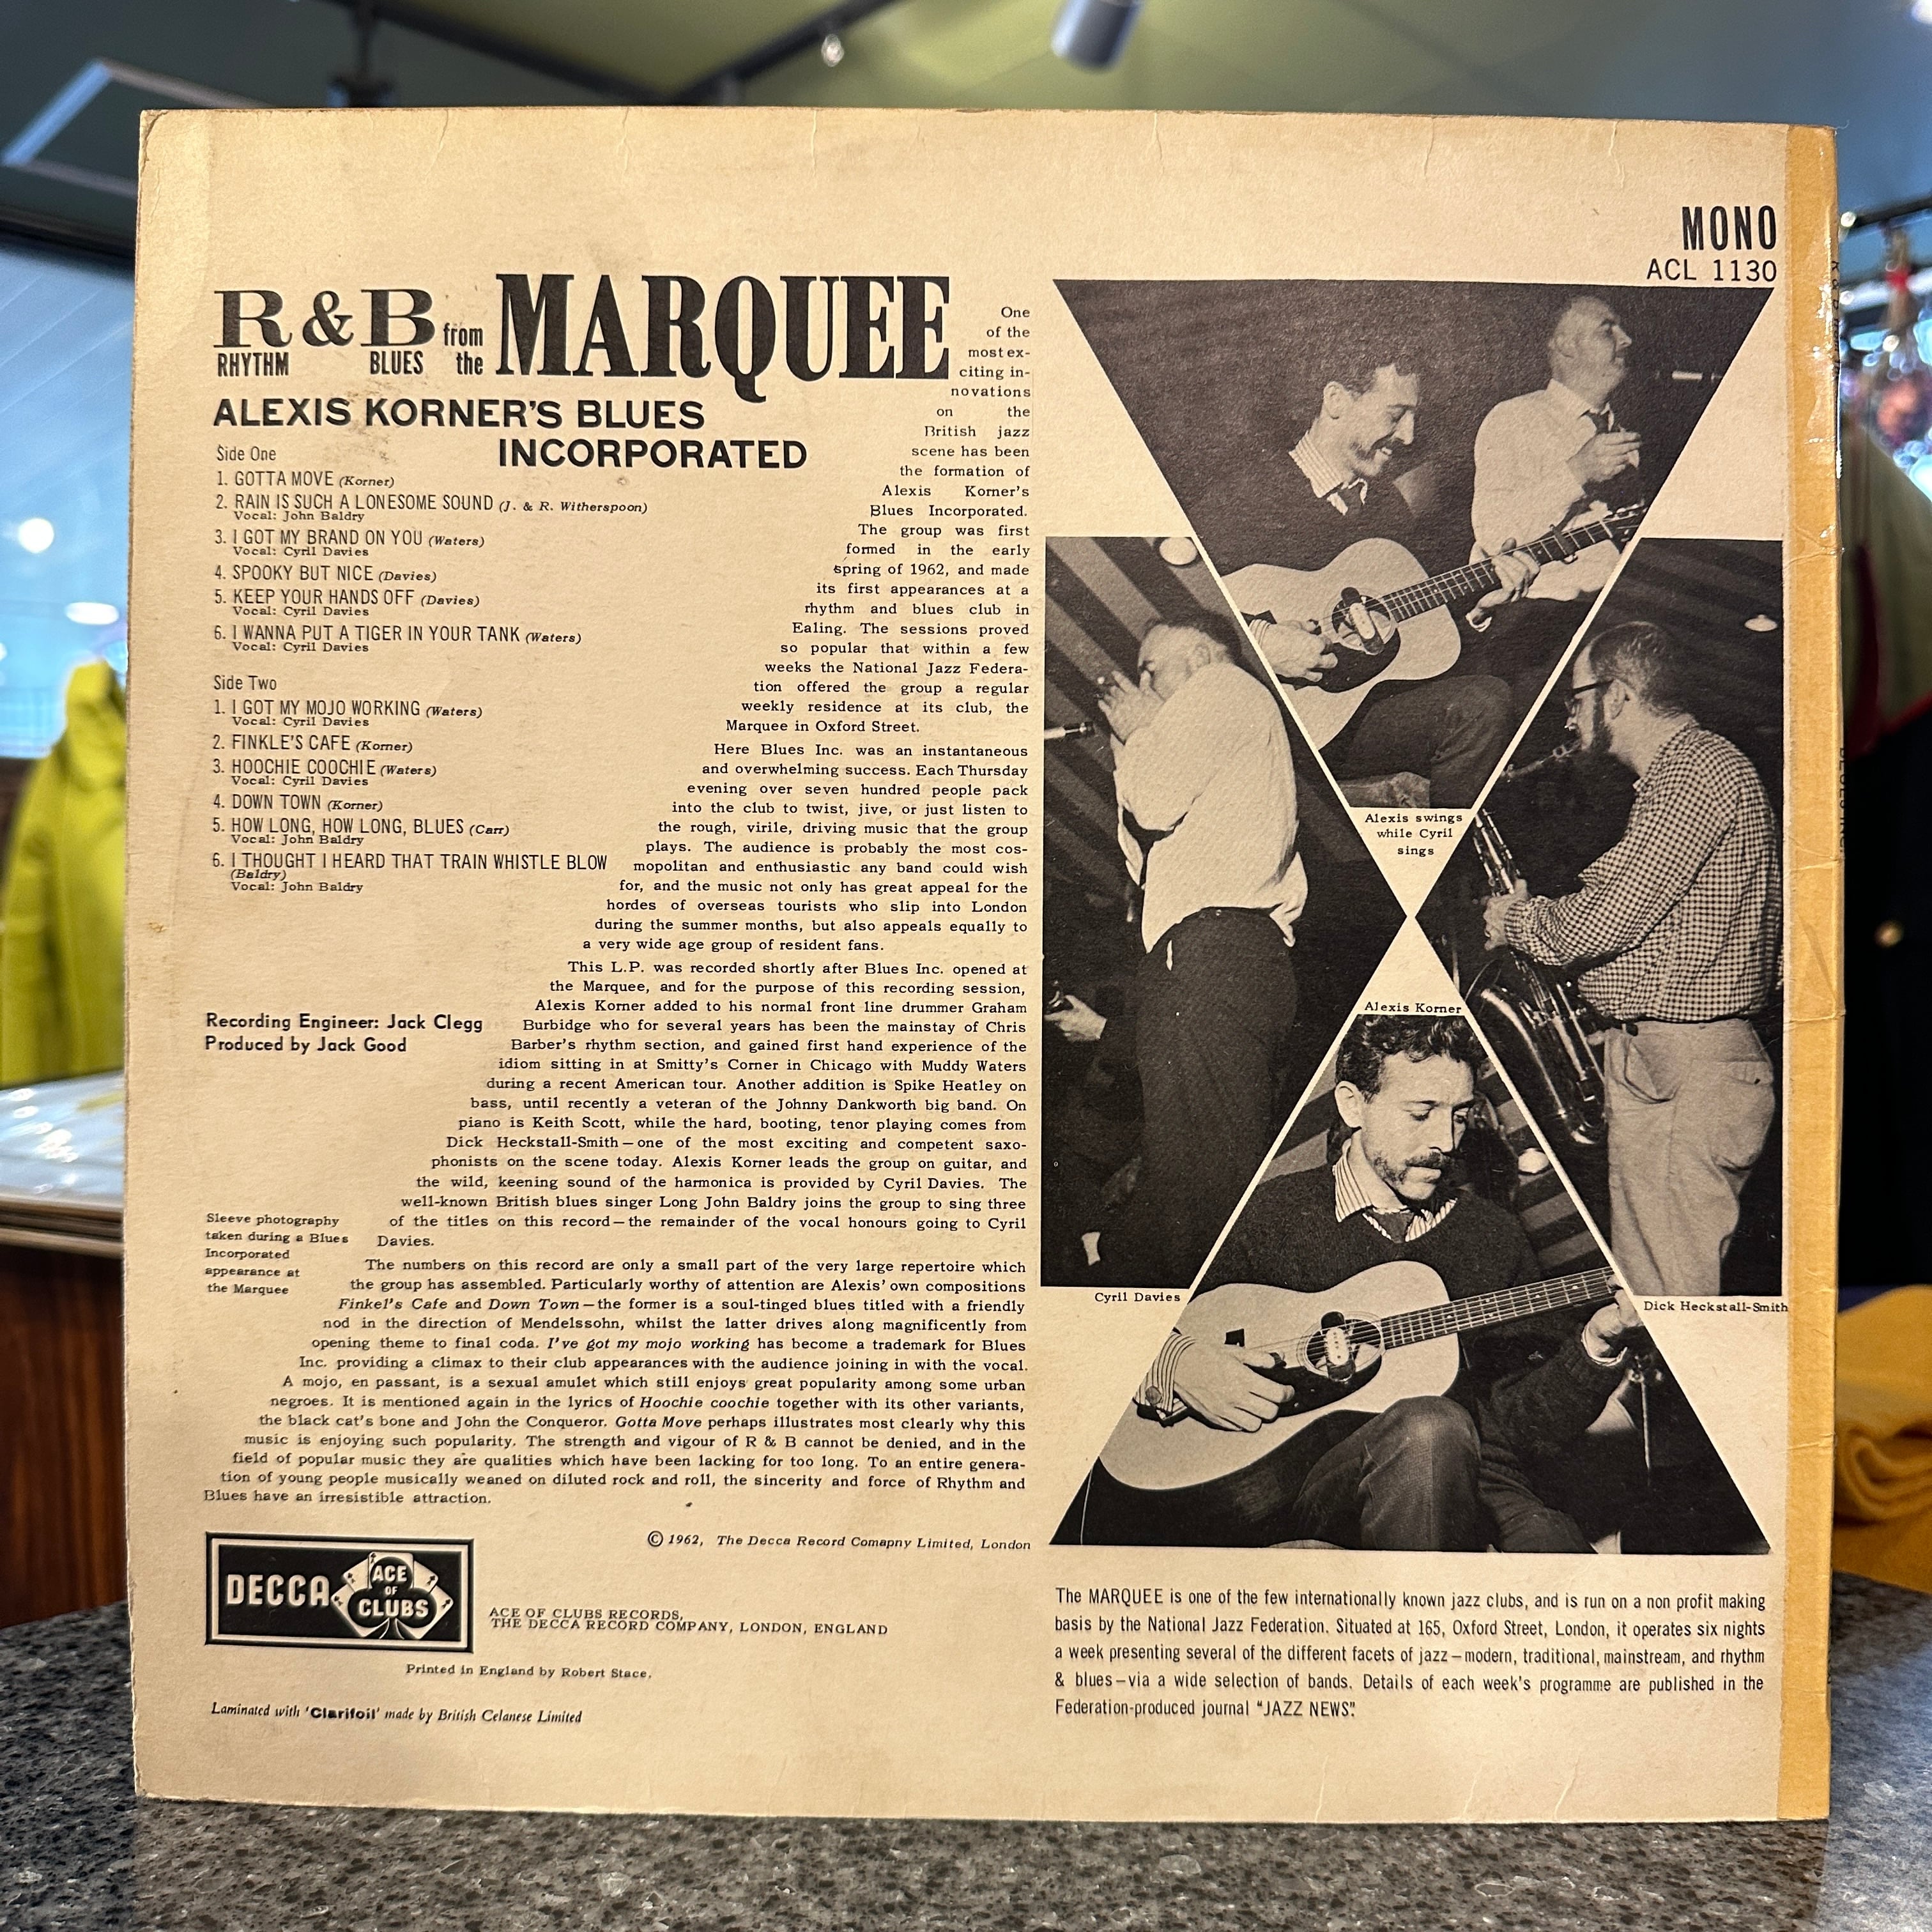 MONO
ACL 1130
R & B from the MARQUEE
RHYTHM BLUES
ALEXIS KORNER'S BLUES
INCORPORATED
Side One
1. GOTTA MOVE (Korner)
2. RAIN IS SUCH A LONESOME SOUND (J. & R. Witherspoon)
Vocal: John Baldry
3. I GOT MY BRAND ON YOU (Waters)
Vocal: Cyril Davies
4. SPOOKY BUT NICE (Davies)
5. KEEP YOUR HANDS OFF (Davies)
Vocal: Cyril Davies
6. I WANNA PUT A TIGER IN YOUR TANK (Waters)
Vocal: Cyril Davies
Side Two
1. I GOT MY MOJO WORKING (Waters)
Vocal: Cyril Davies
2. FINKLE'S CAFE (Korner)
3. HOOCHIE COOCHIE (Waters)
Vocal: Cyril Davies
4. DOWN TOWN (Korner)
5. HOW LONG, HOW LONG, BLUES (Carr)
Vocal: John Baldry
6. I THOUGHT I HEARD THAT TRAIN WHISTLE BLOW
(Baldry)
Vocal: John Baldry
Recording Engineer: Jack Clegg
Produced by Jack Good
Sleeve photography
taken during a Blues
Incorporated
appearance at
the Marquee
One
of the
most ex-
citing in-
novations
on the
British jazz
scene has been
the formation of
Alexis Korner's
Blues Incorporated.
The group was first
formed in the early
spring of 1962, and made
its first appearances at a
rhythm and blues club in
Ealing. The sessions proved
so popular that within a few
weeks the National Jazz Federa-
tion offered the group a regular
weekly residence at its club, the
Marquee in Oxford Street.
Here Blues Inc. was an instantaneous
and overwhelming success. Each Thursday
evening over seven hundred people pack
into the club to twist, jive, or just listen to
the rough, virile, driving music that the group
plays. The audience is probably the most cos-
mopolitan and enthusiastic any band could wish
for, and the music not only has great appeal for the
hordes of overseas tourists who slip into London
during the summer months, but also appeals equally to
a very wide age group of resident fans.
This L.P. was recorded shortly after Blues Inc. opened at
the Marquee, and for the purpose of this recording session,
Alexis Korner added to his normal front line drummer Graham
Burbidge who for several years has been the mainstay of Chris
Barber's rhythm section, and gained first hand experience of the
idiom sitting in at Smitty's Corner in Chicago with Muddy Waters
during a recent American tour. Another addition is Spike Heatley on
bass, until recently a veteran of the Johnny Dankworth big band. On
piano is Keith Scott, while the hard, booting, tenor playing comes from
Dick Heckstall-Smith—one of the most exciting and competent saxo-
phonists on the scene today. Alexis Korner leads the group on guitar, and
the wild, keening sound of the harmonica is provided by Cyril Davies. The
well-known British blues singer Long John Baldry joins the group to sing three
of the titles on this record—the remainder of the vocal honours going to Cyril
Davies.
The numbers on this record are only a small part of the very large repertoire which
the group has assembled. Particularly worthy of attention are Alexis' own compositions
Finkel's Cafe and Down Town—the former is a soul-tinged blues titled with a friendly
nod in the direction of Mendelssohn, whilst the latter drives along magnificently from
opening theme to final coda. I've got my mojo working has become a trademark for Blues
Inc. providing a climax to their club appearances with the audience joining in with the vocal.
A mojo, en passant, is a sexual amulet which still enjoys great popularity among some urban
negroes. It is mentioned again in the lyrics of Hoochie coochie together with its other variants,
the black cat's bone and John the Conqueror. Gotta Move perhaps illustrates most clearly why this
music is enjoying such popularity. The strength and vigour of R & B cannot be denied, and in the
field of popular music they are qualities which have been lacking for too long. To an entire genera-
tion of young people musically weaned on diluted rock and roll, the sincerity and force of Rhythm and
Blues have an irresistible attraction.
© 1962, The Decca Record Comapny Limited, London
Alexis swings
while Cyril
sings
Alexis Korner
Cyril Davies
Dick Heckstall-Smith
DECCA
ACE
OF
CLUBS
ACE OF CLUBS RECORDS,
THE DECCA RECORD COMPANY, LONDON, ENGLAND
Printed in England by Robert Stace.
Laminated with 'Clarifoil' made by British Celanese Limited
The MARQUEE is one of the few internationally known jazz clubs, and is run on a non profit making
basis by the National Jazz Federation. Situated at 165, Oxford Street, London, it operates six nights
a week presenting several of the different facets of jazz—modern, traditional, mainstream, and rhythm
& blues—via a wide selection of bands. Details of each week's programme are published in the
Federation-produced journal "JAZZ NEWS".